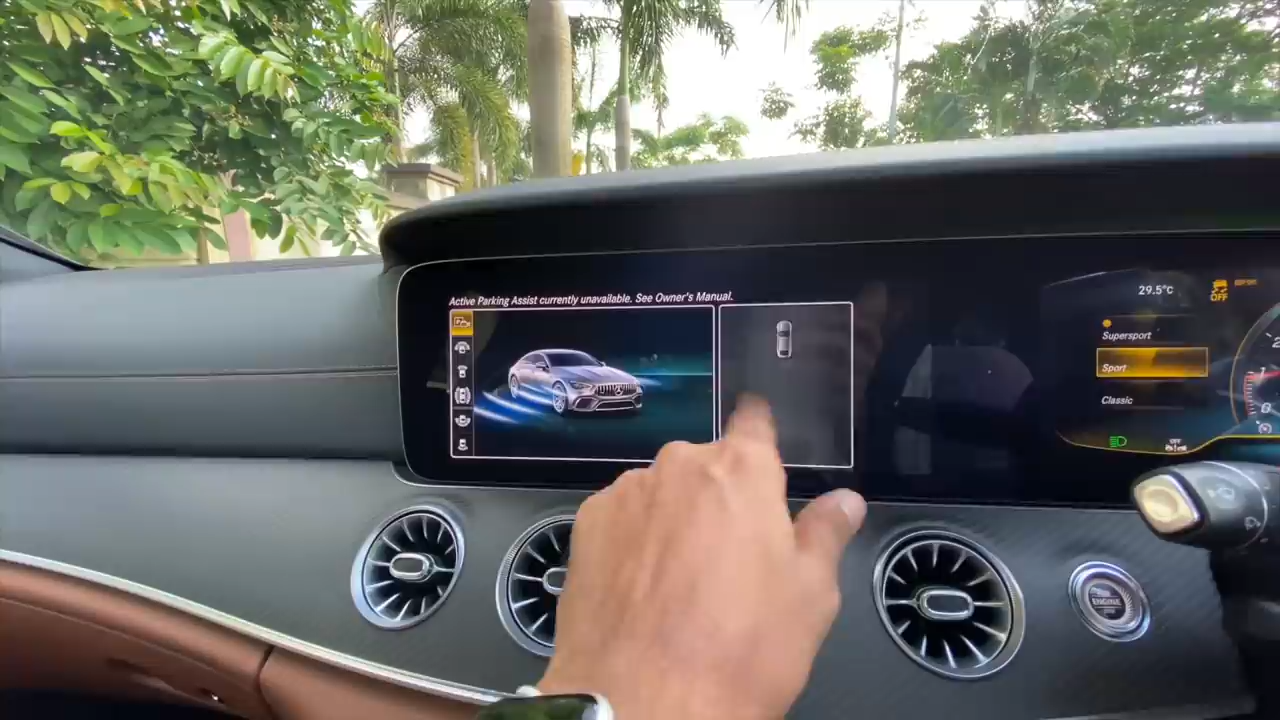 Active Parking Assist currently unavailable. See Owner's Manual.
29.5°C
OFF
Supersport
Sport
Classic
OFF
ENGINE